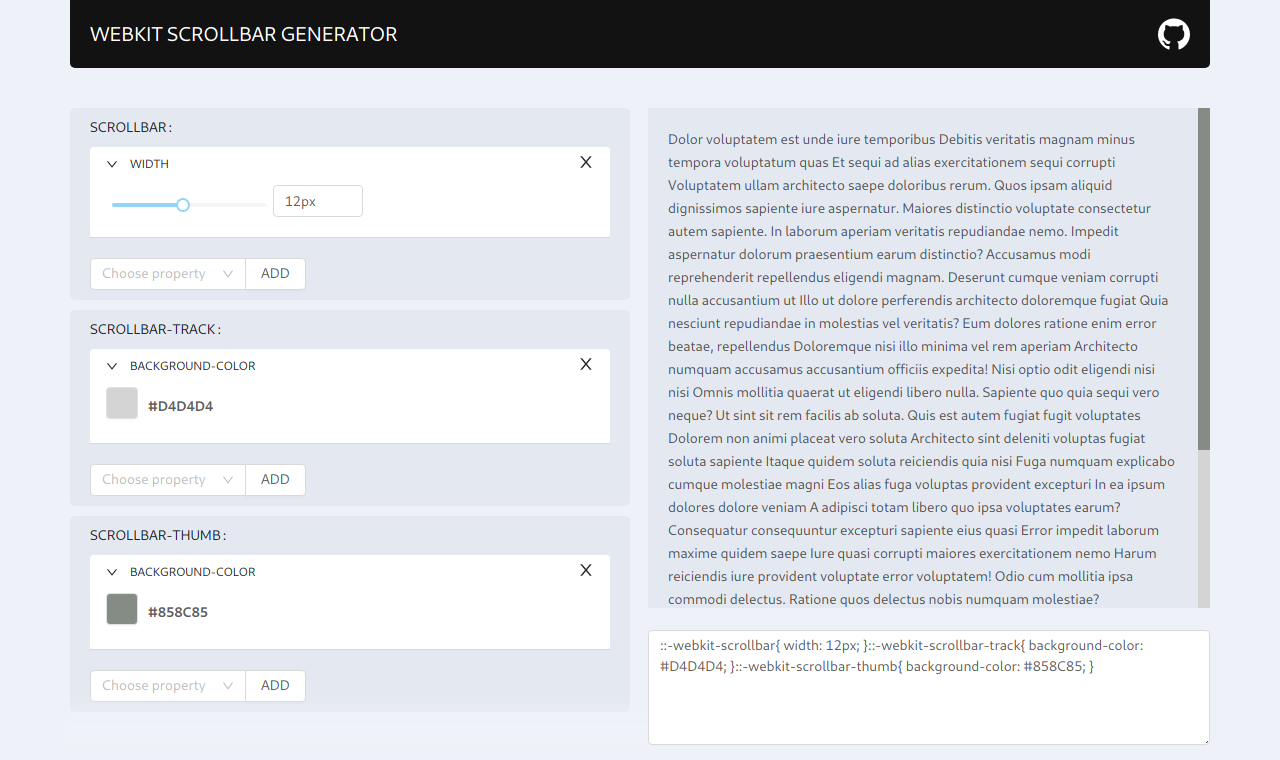 WEBKIT SCROLLBAR GENERATOR
SCROLLBAR:
WIDTH
X
12px
Choose property
ADD
SCROLLBAR-TRACK:
BACKGROUND-COLOR
X
#D4D4D4
Choose property
ADD
SCROLLBAR-THUMB:
BACKGROUND-COLOR
X
#858C85
Choose property
ADD
Dolor voluptatem est unde iure temporibus Debitis veritatis magnam minus
tempora voluptatum quas Et sequi ad alias exercitationem sequi corrupti
Voluptatem ullam architecto saepe doloribus rerum. Quos ipsam aliquid
dignissimos sapiente iure aspernatur. Maiores distinctio voluptate consectetur
autem sapiente. In laborum aperiam veritatis repudiandae nemo. Impedit
aspernatur dolorum praesentium earum distinctio? Accusamus modi
reprehenderit repellendus eligendi magnam. Deserunt cumque veniam corrupti
nulla accusantium ut Illo ut dolore perferendis architecto doloremque fugiat Quia
nesciunt repudiandae in molestias vel veritatis? Eum dolores ratione enim error
beatae, repellendus Doloremque nisi illo minima vel rem aperiam Architecto
numquam accusamus accusantium officiis expedita! Nisi optio odit eligendi nisi
nisi Omnis mollitia quaerat ut eligendi libero nulla. Sapiente quo quia sequi vero
neque? Ut sint sit rem facilis ab soluta. Quis est autem fugiat fugit voluptates
Dolorem non animi placeat vero soluta Architecto sint deleniti voluptas fugiat
soluta sapiente Itaque quidem soluta reiciendis quia nisi Fuga numquam explicabo
cumque molestiae magni Eos alias fuga voluptas provident excepturi In ea ipsum
dolores dolore veniam A adipisci totam libero quo ipsa voluptates earum?
Consequatur consequuntur excepturi sapiente eius quasi Error impedit laborum
maxime quidem saepe Iure quasi corrupti maiores exercitationem nemo Harum
reiciendis iure provident voluptate error voluptatem! Odio cum mollitia ipsa
commodi delectus. Ratione quos delectus nobis numquam molestiae?
::-webkit-scrollbar{ width: 12px; }::-webkit-scrollbar-track{ background-color:
#D4D4D4; }::-webkit-scrollbar-thumb{ background-color: #858C85; }